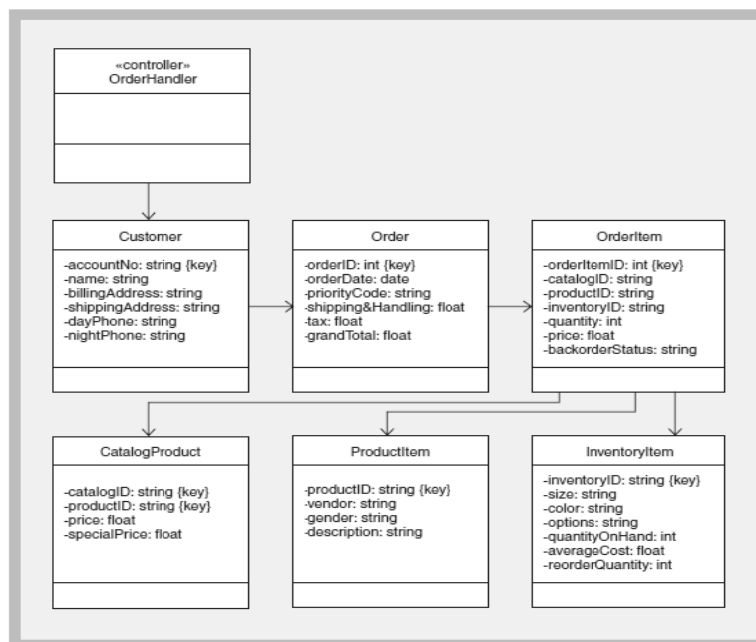 «controller»
OrderHandler
Customer
-accountNo: string {key}
-name: string
-billingAddress: string
-shippingAddress: string
-dayPhone: string
-nightPhone: string
Order
-orderID: int {key}
-orderDate: date
-priorityCode: string
-shipping&Handling: float
-tax: float
-grandTotal: float
OrderItem
-orderItemID: int {key}
-catalogID: string
-productID: string
-inventoryID: string
-quantity: int
-price: float
-backorderStatus: string
CatalogProduct
-catalogID: string {key}
-productID: string {key}
-price: float
-specialPrice: float
ProductItem
-productID: string {key}
-vendor: string
-gender: string
-description: string
InventoryItem
-inventoryID: string {key}
-size: string
-color: string
-options: string
-quantityOnHand: int
-averageCost: float
-reorderQuantity: int